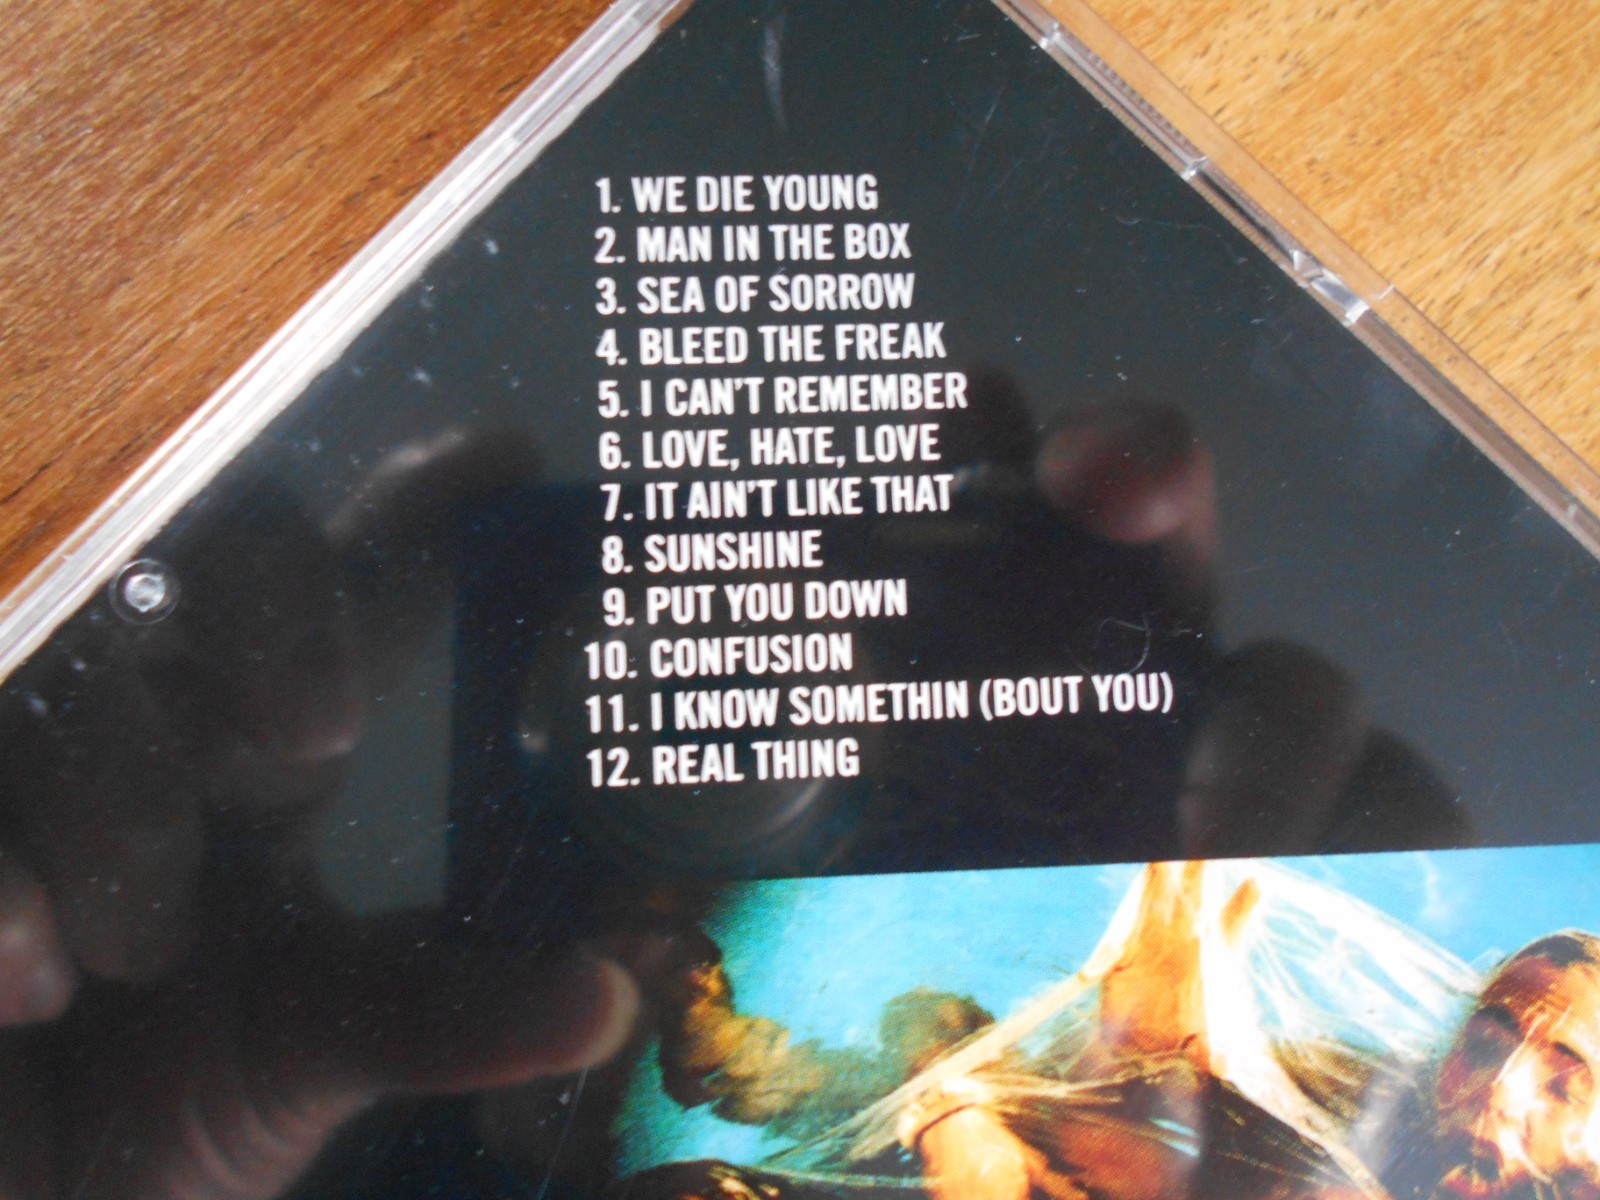 1. WE DIE YOUNG
2. MAN IN THE BOX
3. SEA OF SORROW
4. BLEED THE FREAK
5. I CAN'T REMEMBER
6. LOVE, HATE, LOVE
7. IT AIN'T LIKE THAT
8. SUNSHINE
9. PUT YOU DOWN
10. CONFUSION
11. I KNOW SOMETHIN (BOUT YOU)
12. REAL THING